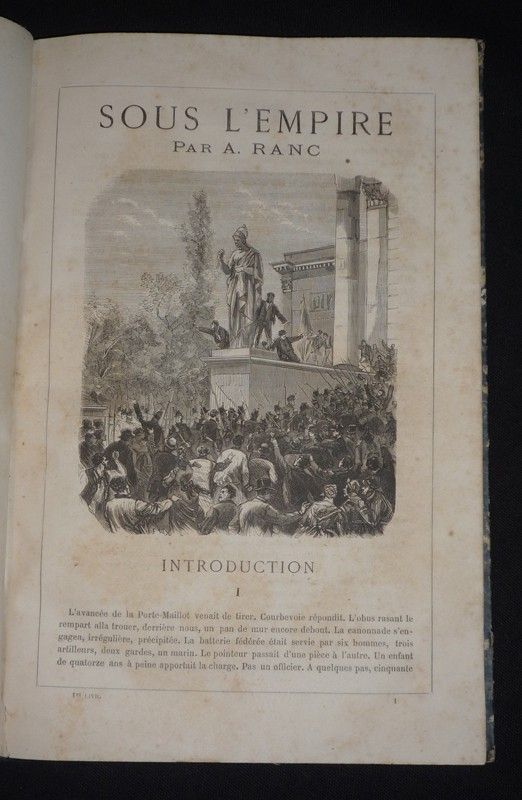 SOUS L'EMPIRE
PAR A. RANC
INTRODUCTION
I
L'avancée de la Porte-Maillot venait de tirer, Courbevoie répondit. L'obus rasant le
rempart alla trouer, derrière nous, un pan de mur encore debout. La canonnade s'en-
gagea, irrégulière, précipitée. La batterie fédérée était servie par six hommes, trois
artilleurs, deux gardes, un marin. Le pointeur passait d'une pièce à l'autre. Un enfant
de quatorze ans à peine apportait la charge. Pas un officier. A quelques pas, cinquante
1re LIVR.
1